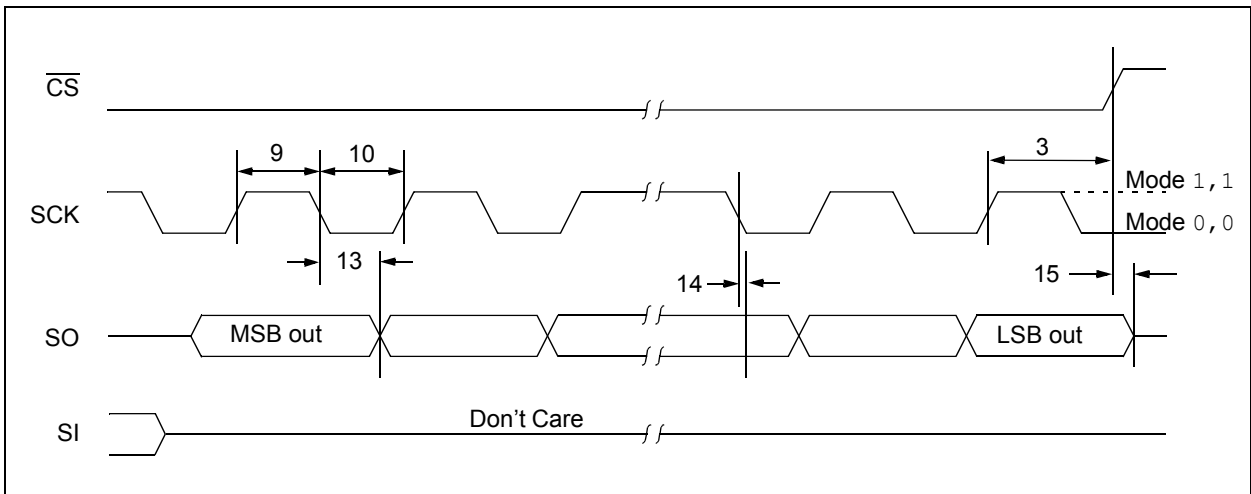 CS
9 10 3
Mode 1,1
SCK
Mode 0,0
13
14 15
SO MSB out LSB out
SI Don't Care